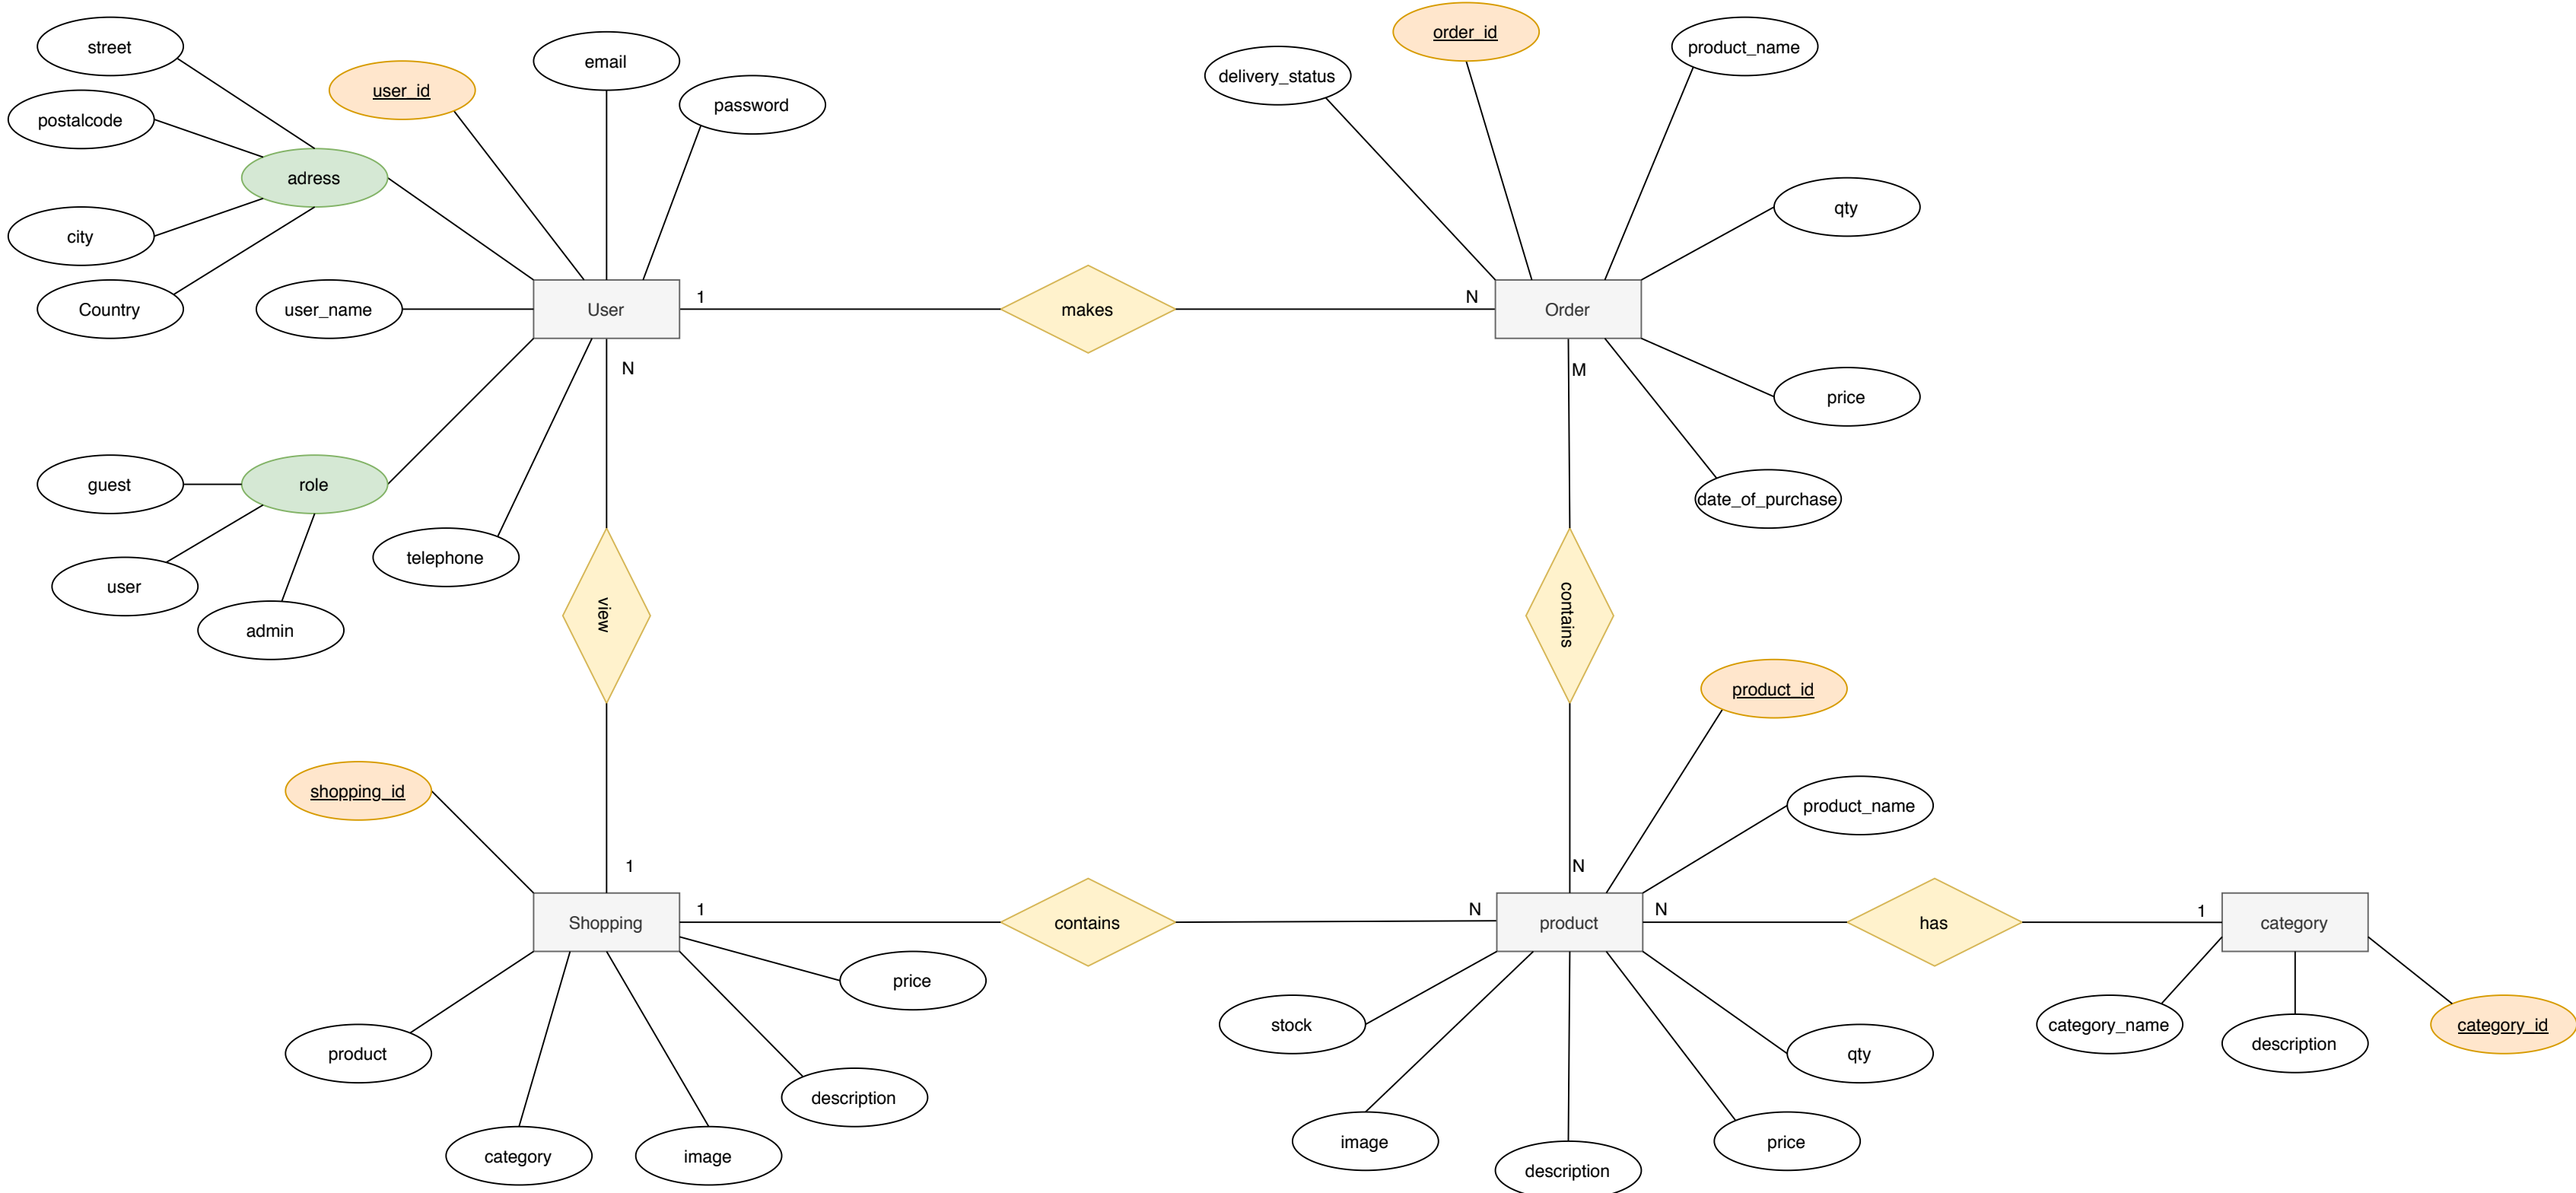 street
user_id
email
password
postalcode
adress
city
Country
user_name
User
1
makes
N
Order
order_id
delivery_status
product_name
qty
price
date_of_purchase
M
N
guest
role
user
admin
telephone
view
contains
product_id
shopping_id
product_name
1
N
Shopping
1
contains
N
product
N
has
1
category
price
product
description
category
image
stock
qty
image
price
description
category_name
description
category_id